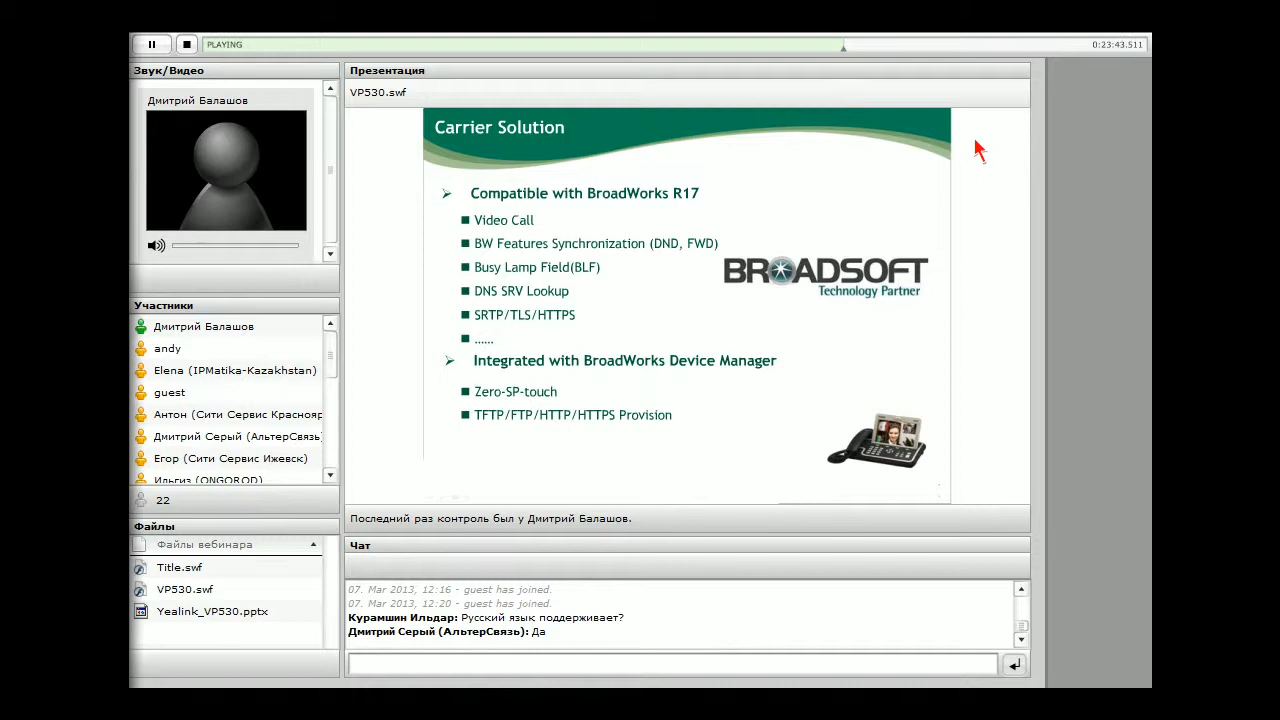 PLAYING
0:23:43.511
Звук/Видео
Дмитрий Балашов
Участники
Дмитрий Балашов
andy
Elena (IPMatika-Kazakhstan)
guest
Антон (Сити Сервис Краснояр
Дмитрий Серый (АльтерСвязь)
Егор (Сити Сервис Ижевск)
Ильгиз (ONGOROD)
22
Файлы
Файлы вебинара
Title.swf
VP530.swf
Yealink_VP530.pptx
Презентация
VP530.swf
Carrier Solution
Compatible with BroadWorks R17
Video Call
BW Features Synchronization (DND, FWD)
Busy Lamp Field(BLF)
DNS SRV Lookup
SRTP/TLS/HTTPS
......
Integrated with BroadWorks Device Manager
Zero-SP-touch
TFTP/FTP/HTTP/HTTPS Provision
BROADSOFT
Technology Partner
Последний раз контроль был у Дмитрий Балашов.
Чат
07. Mar 2013, 12:16 - guest has joined.
07. Mar 2013, 12:20 - guest has joined.
Курамшин Ильдар: Русский язык поддерживает?
Дмитрий Серый (АльтерСвязь): Да